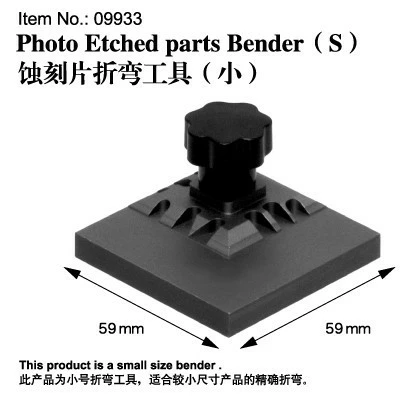 Item No.: 09933
Photo Etched parts Bender（S）
蚀刻片折弯工具（小）
59mm 59mm
This product is a small size bender .
此产品为小号折弯工具，适合较小尺寸产品的精确折弯。